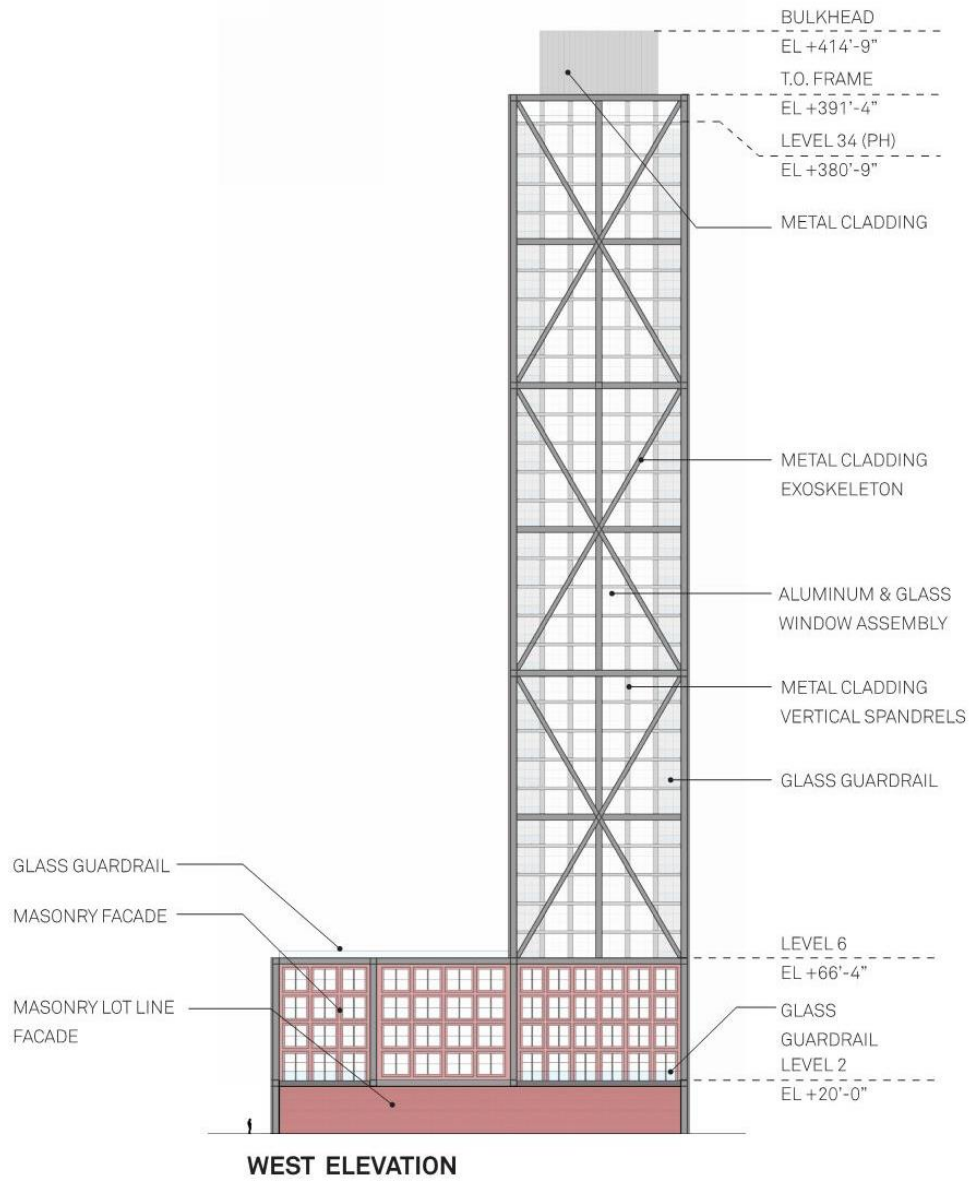 BULKHEAD
EL +414'-9"
T.O. FRAME
EL +391'-4"
LEVEL 34 (PH)
EL +380'-9"
METAL CLADDING
METAL CLADDING
EXOSKELETON
ALUMINUM & GLASS
WINDOW ASSEMBLY
METAL CLADDING
VERTICAL SPANDRELS
GLASS GUARDRAIL
GLASS GUARDRAIL
MASONRY FACADE
MASONRY LOT LINE
FACADE
LEVEL 6
EL +66'-4"
GLASS
GUARDRAIL
LEVEL 2
EL +20'-0"
WEST ELEVATION